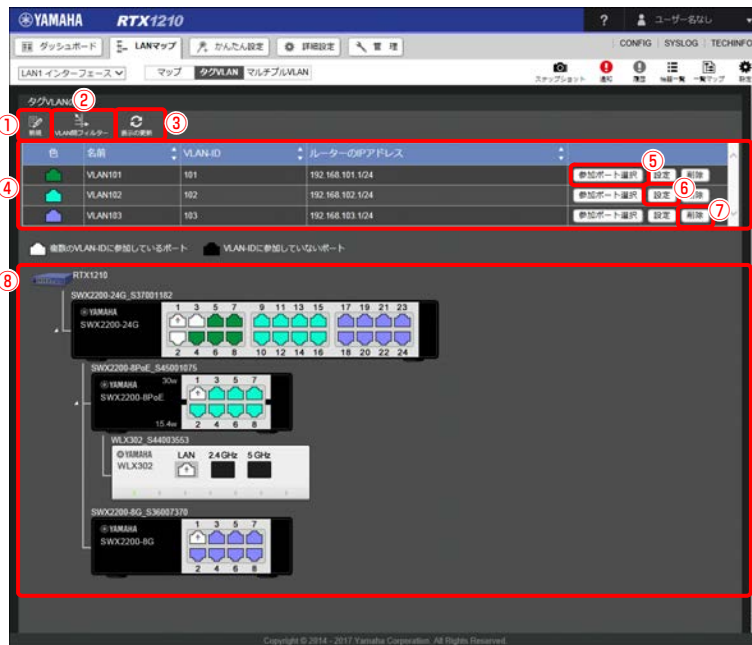 YAMAHA RTX1210 ? ユーザー名なし
ダッシュボード LANマップ かんたん設定 詳細設定 管理 CONFIG SYSLOG TECHINFO
LAN1 インターフェース マップ タグVLAN マルチプルVLAN スナップショット 通知 履歴 機器一覧 一覧マップ 設定
タグVLAN
① ② ③
新規 VLAN間フィルター 表示の更新
④ ⑤ ⑥ ⑦
色 名前 VLAN-ID ルーターのIPアドレス
VLAN101 101 192.168.101.1/24 参加ポート選択 設定 削除
VLAN102 102 192.168.102.1/24 参加ポート選択 設定 削除
VLAN103 103 192.168.103.1/24 参加ポート選択 設定 削除
複数のVLAN-IDに参加しているポート VLAN-IDに参加していないポート
⑧
RTX1210
SWX2200-24G_S37001182
1 3 5 7 9 11 13 15 17 19 21 23
YAMAHA
SWX2200-24G
2 4 6 8 10 12 14 16 18 20 22 24
SWX2200-8PoE_S45001075
YAMAHA 30w 1 3 5 7
SWX2200-8PoE
15.4w 2 4 6 8
WLX302_S44003553
YAMAHA LAN 2.4GHz 5GHz
WLX302
SWX2200-8G_S36007370
YAMAHA 1 3 5 7
SWX2200-8G
2 4 6 8
Copyright © 2014 - 2017 Yamaha Corporation. All Rights Reserved.